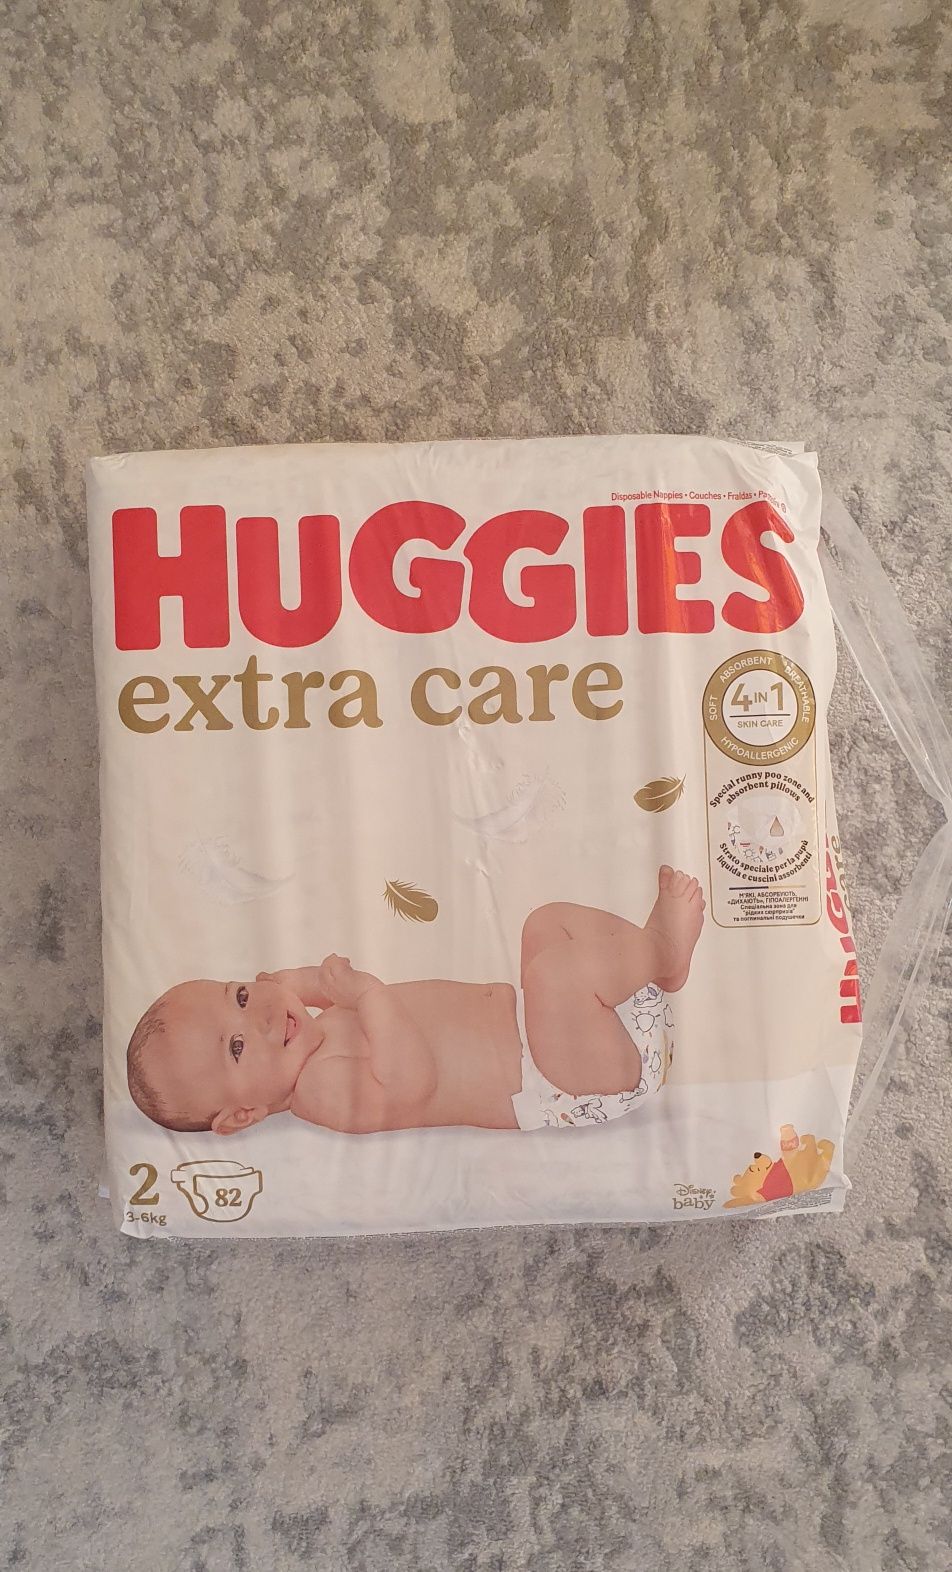 Disposable Nappies • Couches • Fraldas •
HUGGIES
extra care
SOFT ABSORBENT BREATHABLE
4 IN 1
SKIN CARE
HYPOALLERGENIC
Special runny poo zone and
absorbent pillows
Strato speciale per la pupù
liquida e cuscini assorbenti
М'ЯКІ, АБСОРБУЮТЬ,
«ДИХАЮТЬ», ГІПОАЛЕРГЕННІ
Спеціальна зона для
"рідких сюрпризів"
та поглинальні подушечки
2
3-6kg
82
Disney
baby